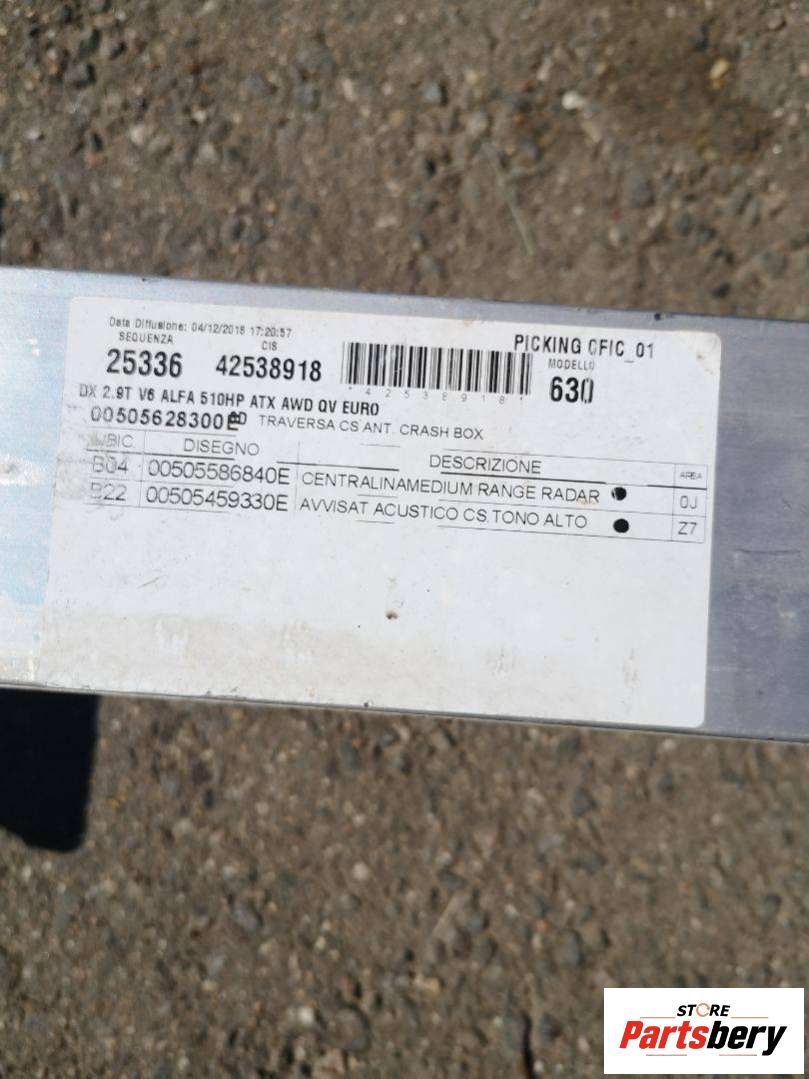 Data Diffusione: 04/12/2018 17:20:57
SEQUENZA CIS PICKING GFIC_01
25336 42538918 MODELLO
*42538918* 630
DX 2.9T V6 ALFA 510HP ATX AWD QV EURO
00505628300E TRAVERSA CS ANT. CRASH BOX
UBIC. DISEGNO DESCRIZIONE AREA
B04 00505586840E CENTRALINAMEDIUM RANGE RADAR 0J
B22 00505459330E AVVISAT ACUSTICO CS.TONO ALTO Z7
STORE
Partsbery